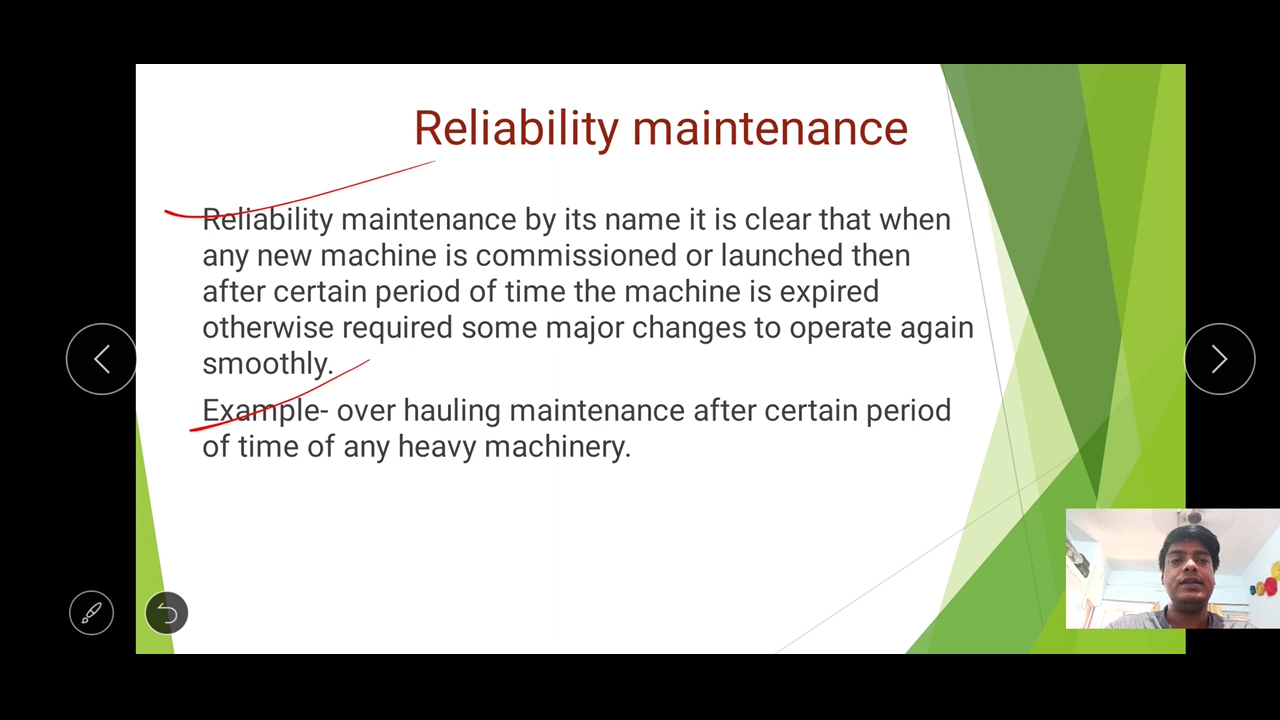 Reliability maintenance
Reliability maintenance by its name it is clear that when
any new machine is commissioned or launched then
after certain period of time the machine is expired
otherwise required some major changes to operate again
smoothly.
Example- over hauling maintenance after certain period
of time of any heavy machinery.